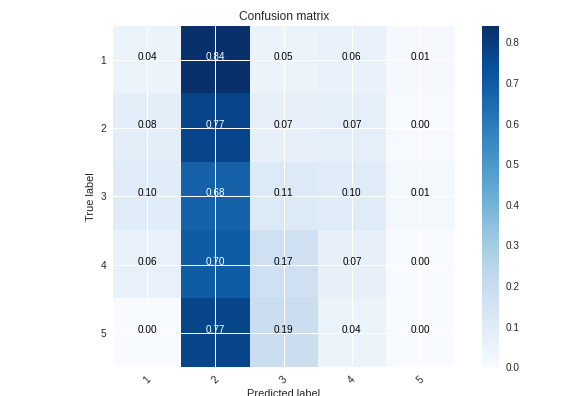 Confusion matrix
0.8
0.7
0.6
0.5
0.4
0.3
0.2
0.1
0.0
True label
1 0.04 0.84 0.05 0.06 0.01
2 0.08 0.77 0.07 0.07 0.00
3 0.10 0.68 0.11 0.10 0.01
4 0.06 0.70 0.17 0.07 0.00
5 0.00 0.77 0.19 0.04 0.00
1 2 3 4 5
Predicted label